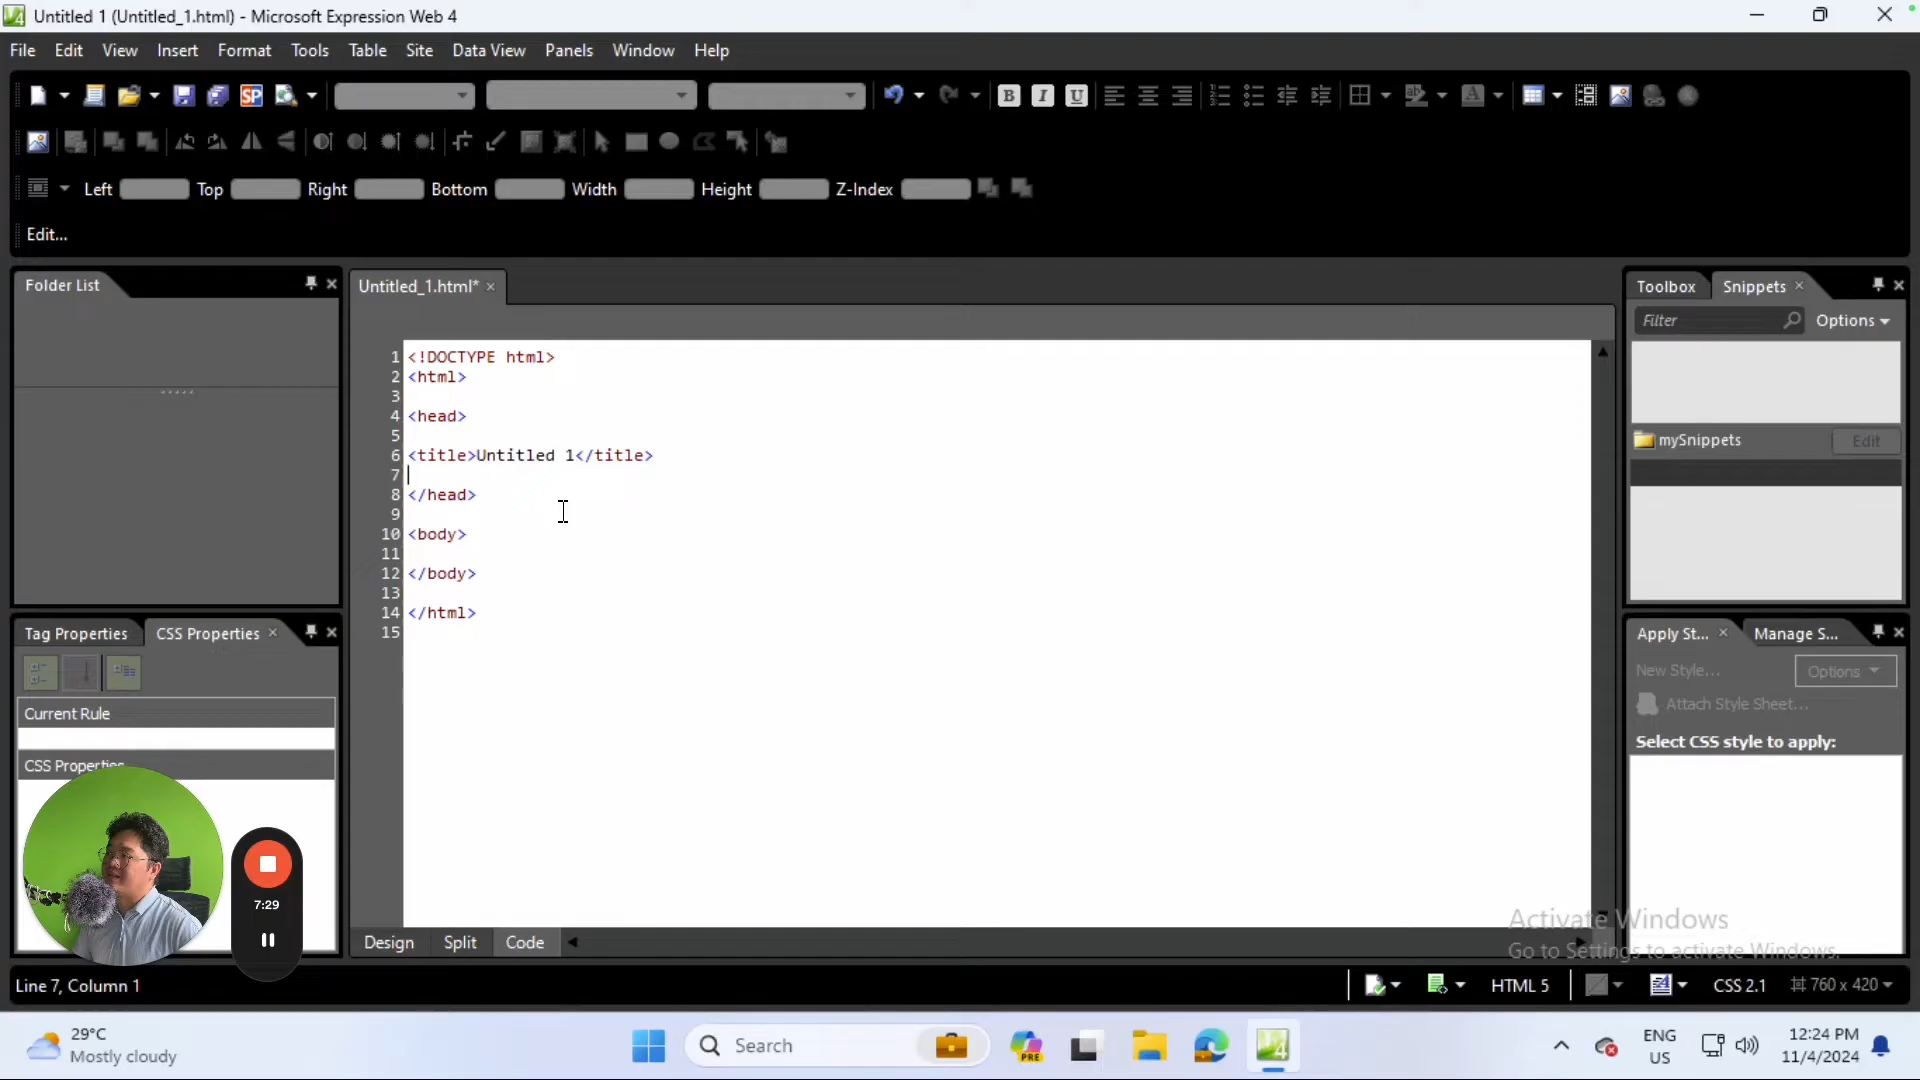 Untitled 1 (Untitled_1.html) - Microsoft Expression Web 4
File Edit View Insert Format Tools Table Site Data View Panels Window Help
SP B I U A
Left Top Right Bottom Width Height Z-Index
Edit...
Folder List
Untitled_1.html*
Toolbox Snippets
Filter Options
mySnippets Edit
1 <!DOCTYPE html>
2 <html>
3
4 <head>
5
6 <title>Untitled 1</title>
7
8 </head>
9
10 <body>
11
12 </body>
13
14 </html>
15
Tag Properties CSS Properties
Current Rule
CSS Properties
7:29
Apply St... Manage S...
New Style... Options
Attach Style Sheet...
Select CSS style to apply:
Design Split Code
Activate Windows
Go to Settings to activate Windows.
Line 7, Column 1
HTML 5 CSS 2.1 760 x 420
29°C
Mostly cloudy
Search
PRE
V4
ENG
US
12:24 PM
11/4/2024